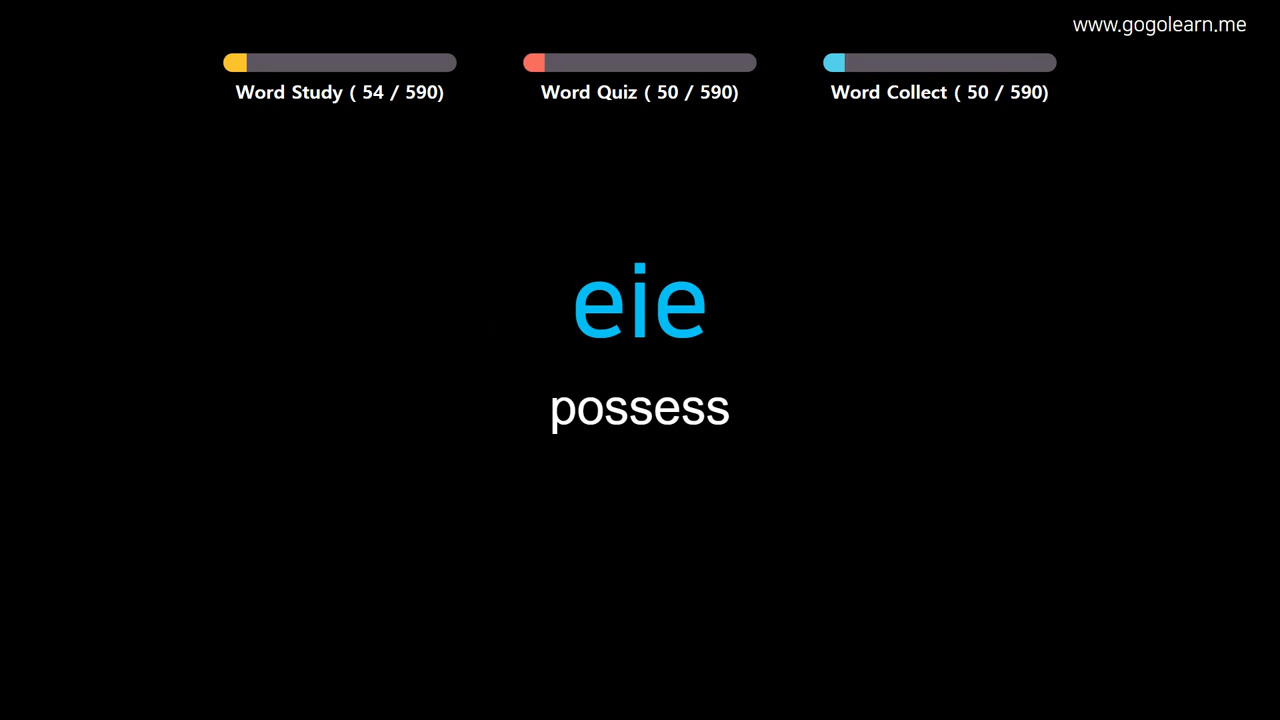 www.gogolearn.me
Word Study ( 54 / 590)
Word Quiz ( 50 / 590)
Word Collect ( 50 / 590)
eie
possess